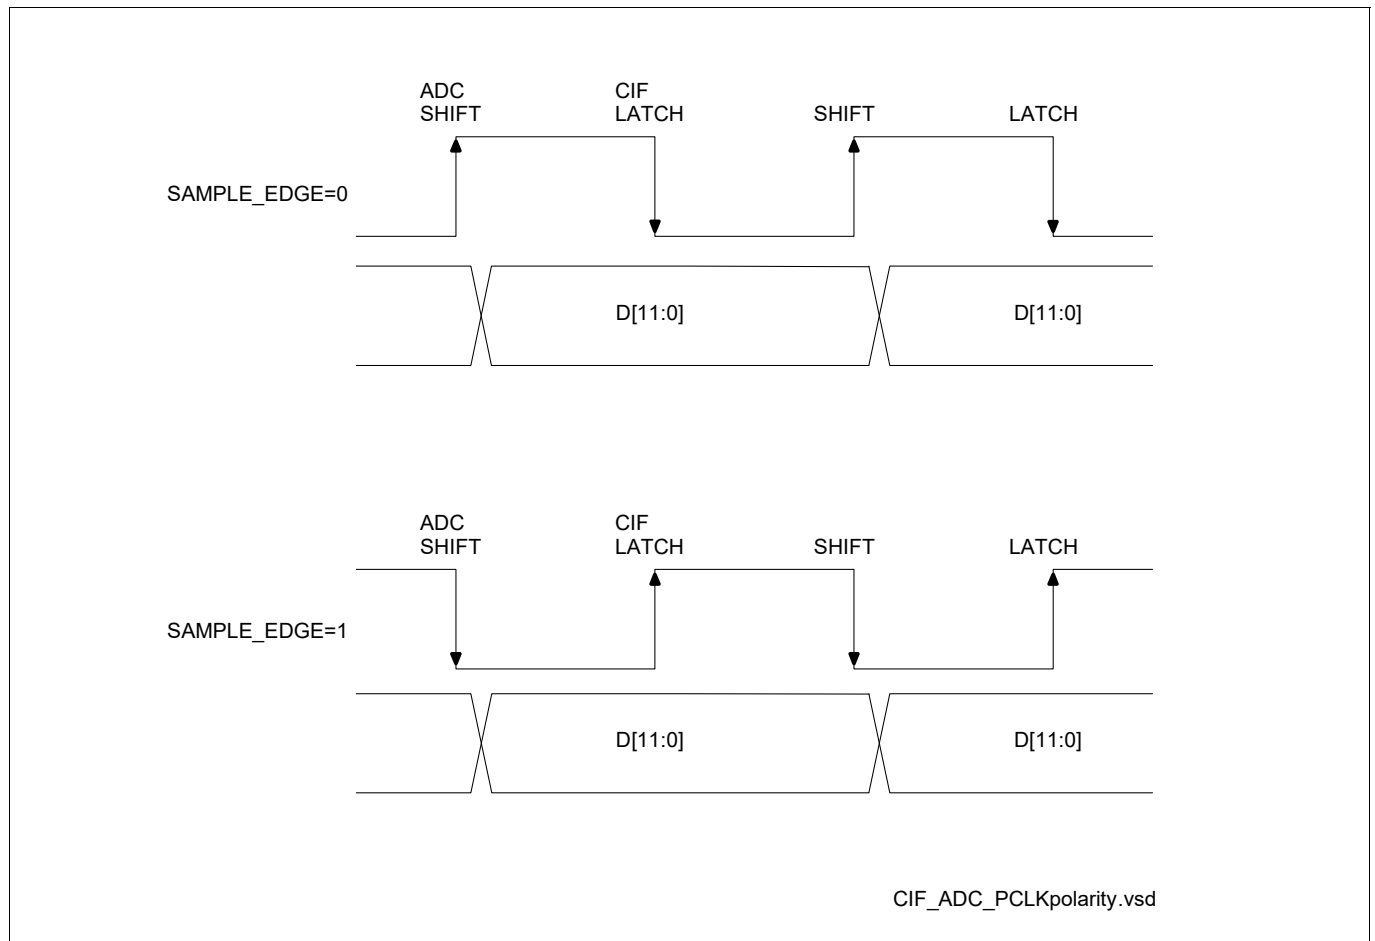 ADC
SHIFT
CIF
LATCH
SHIFT
LATCH
SAMPLE_EDGE=0
D[11:0]
D[11:0]
ADC
SHIFT
CIF
LATCH
SHIFT
LATCH
SAMPLE_EDGE=1
D[11:0]
D[11:0]
CIF_ADC_PCLKpolarity.vsd